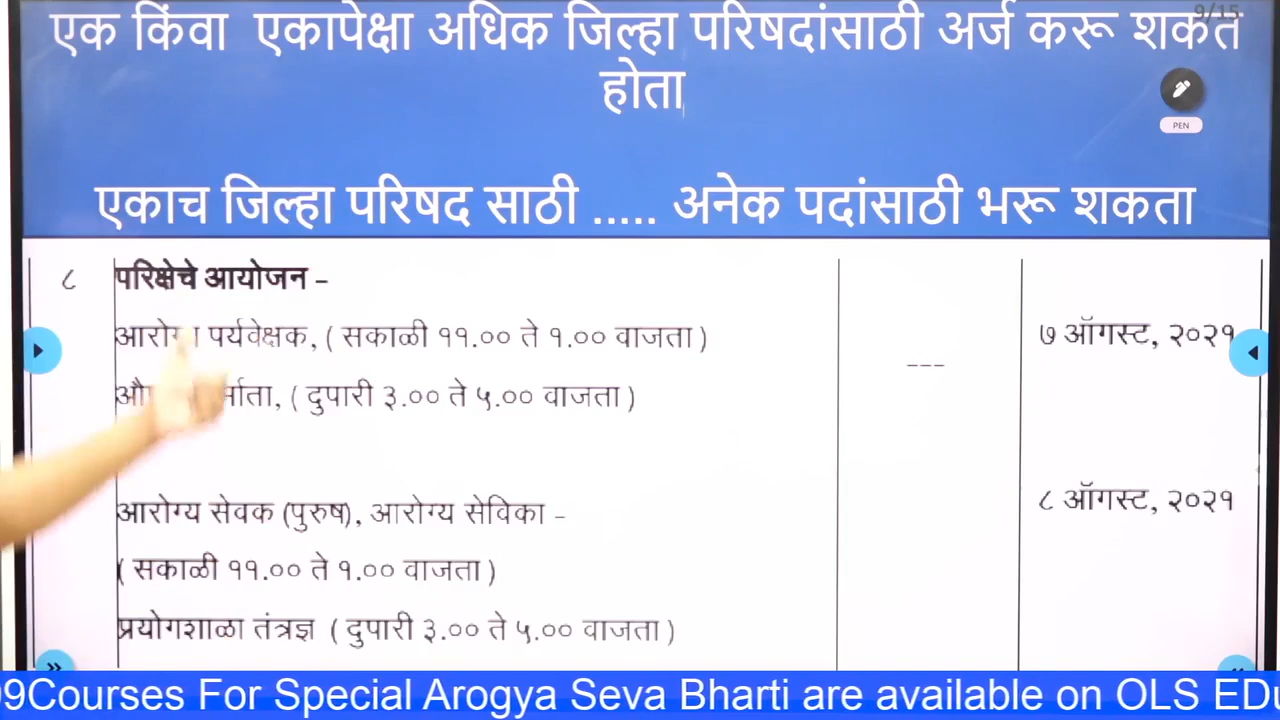 9/15
एक किंवा एकापेक्षा अधिक जिल्हा परिषदांसाठी अर्ज करू शकत
होता
PEN
एकाच जिल्हा परिषद साठी ..... अनेक पदांसाठी भरू शकता
८ परिक्षेचे आयोजन –
पर्यवेक्षक, ( सकाळी ११.०० ते १.०० वाजता ) --- ७ ऑगस्ट, २०२१
( दुपारी ३.०० ते ५.०० वाजता )
आरोग्य सेवक (पुरुष), आरोग्य सेविका – ८ ऑगस्ट, २०२१
( सकाळी ११.०० ते १.०० वाजता )
प्रयोगशाळा तंत्रज्ञ ( दुपारी ३.०० ते ५.०० वाजता )
Courses For Special Arogya Seva Bharti are available on OLS